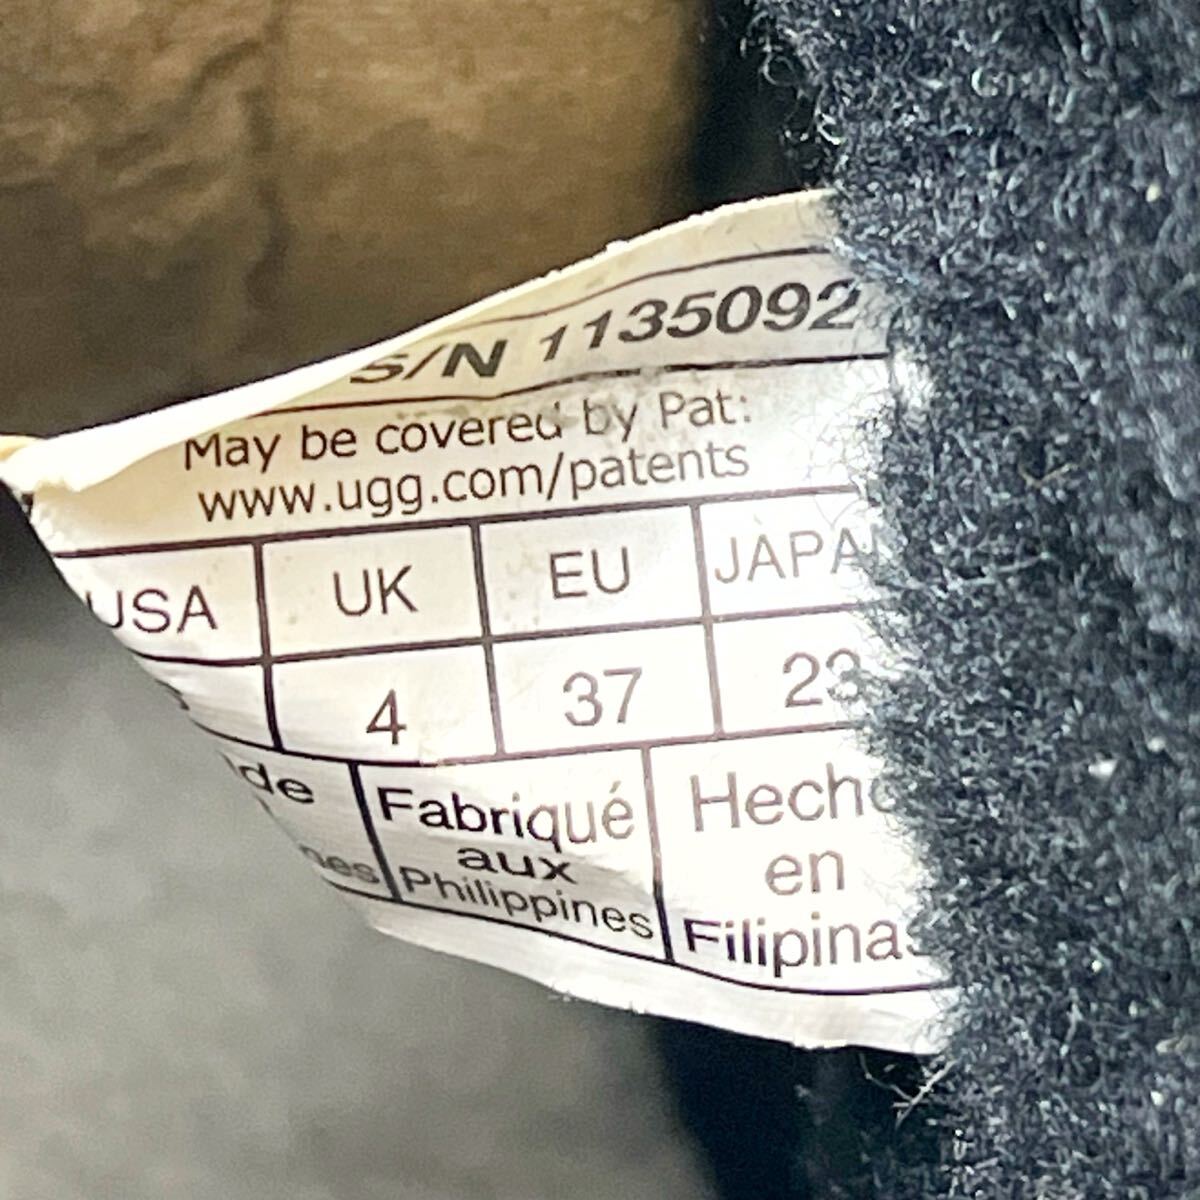 S/N 1135092
May be covered by Pat:
www.ugg.com/patents
USA UK EU JAPA
4 37 23
Fabriqué aux Philippines
Hecho en Filipinas